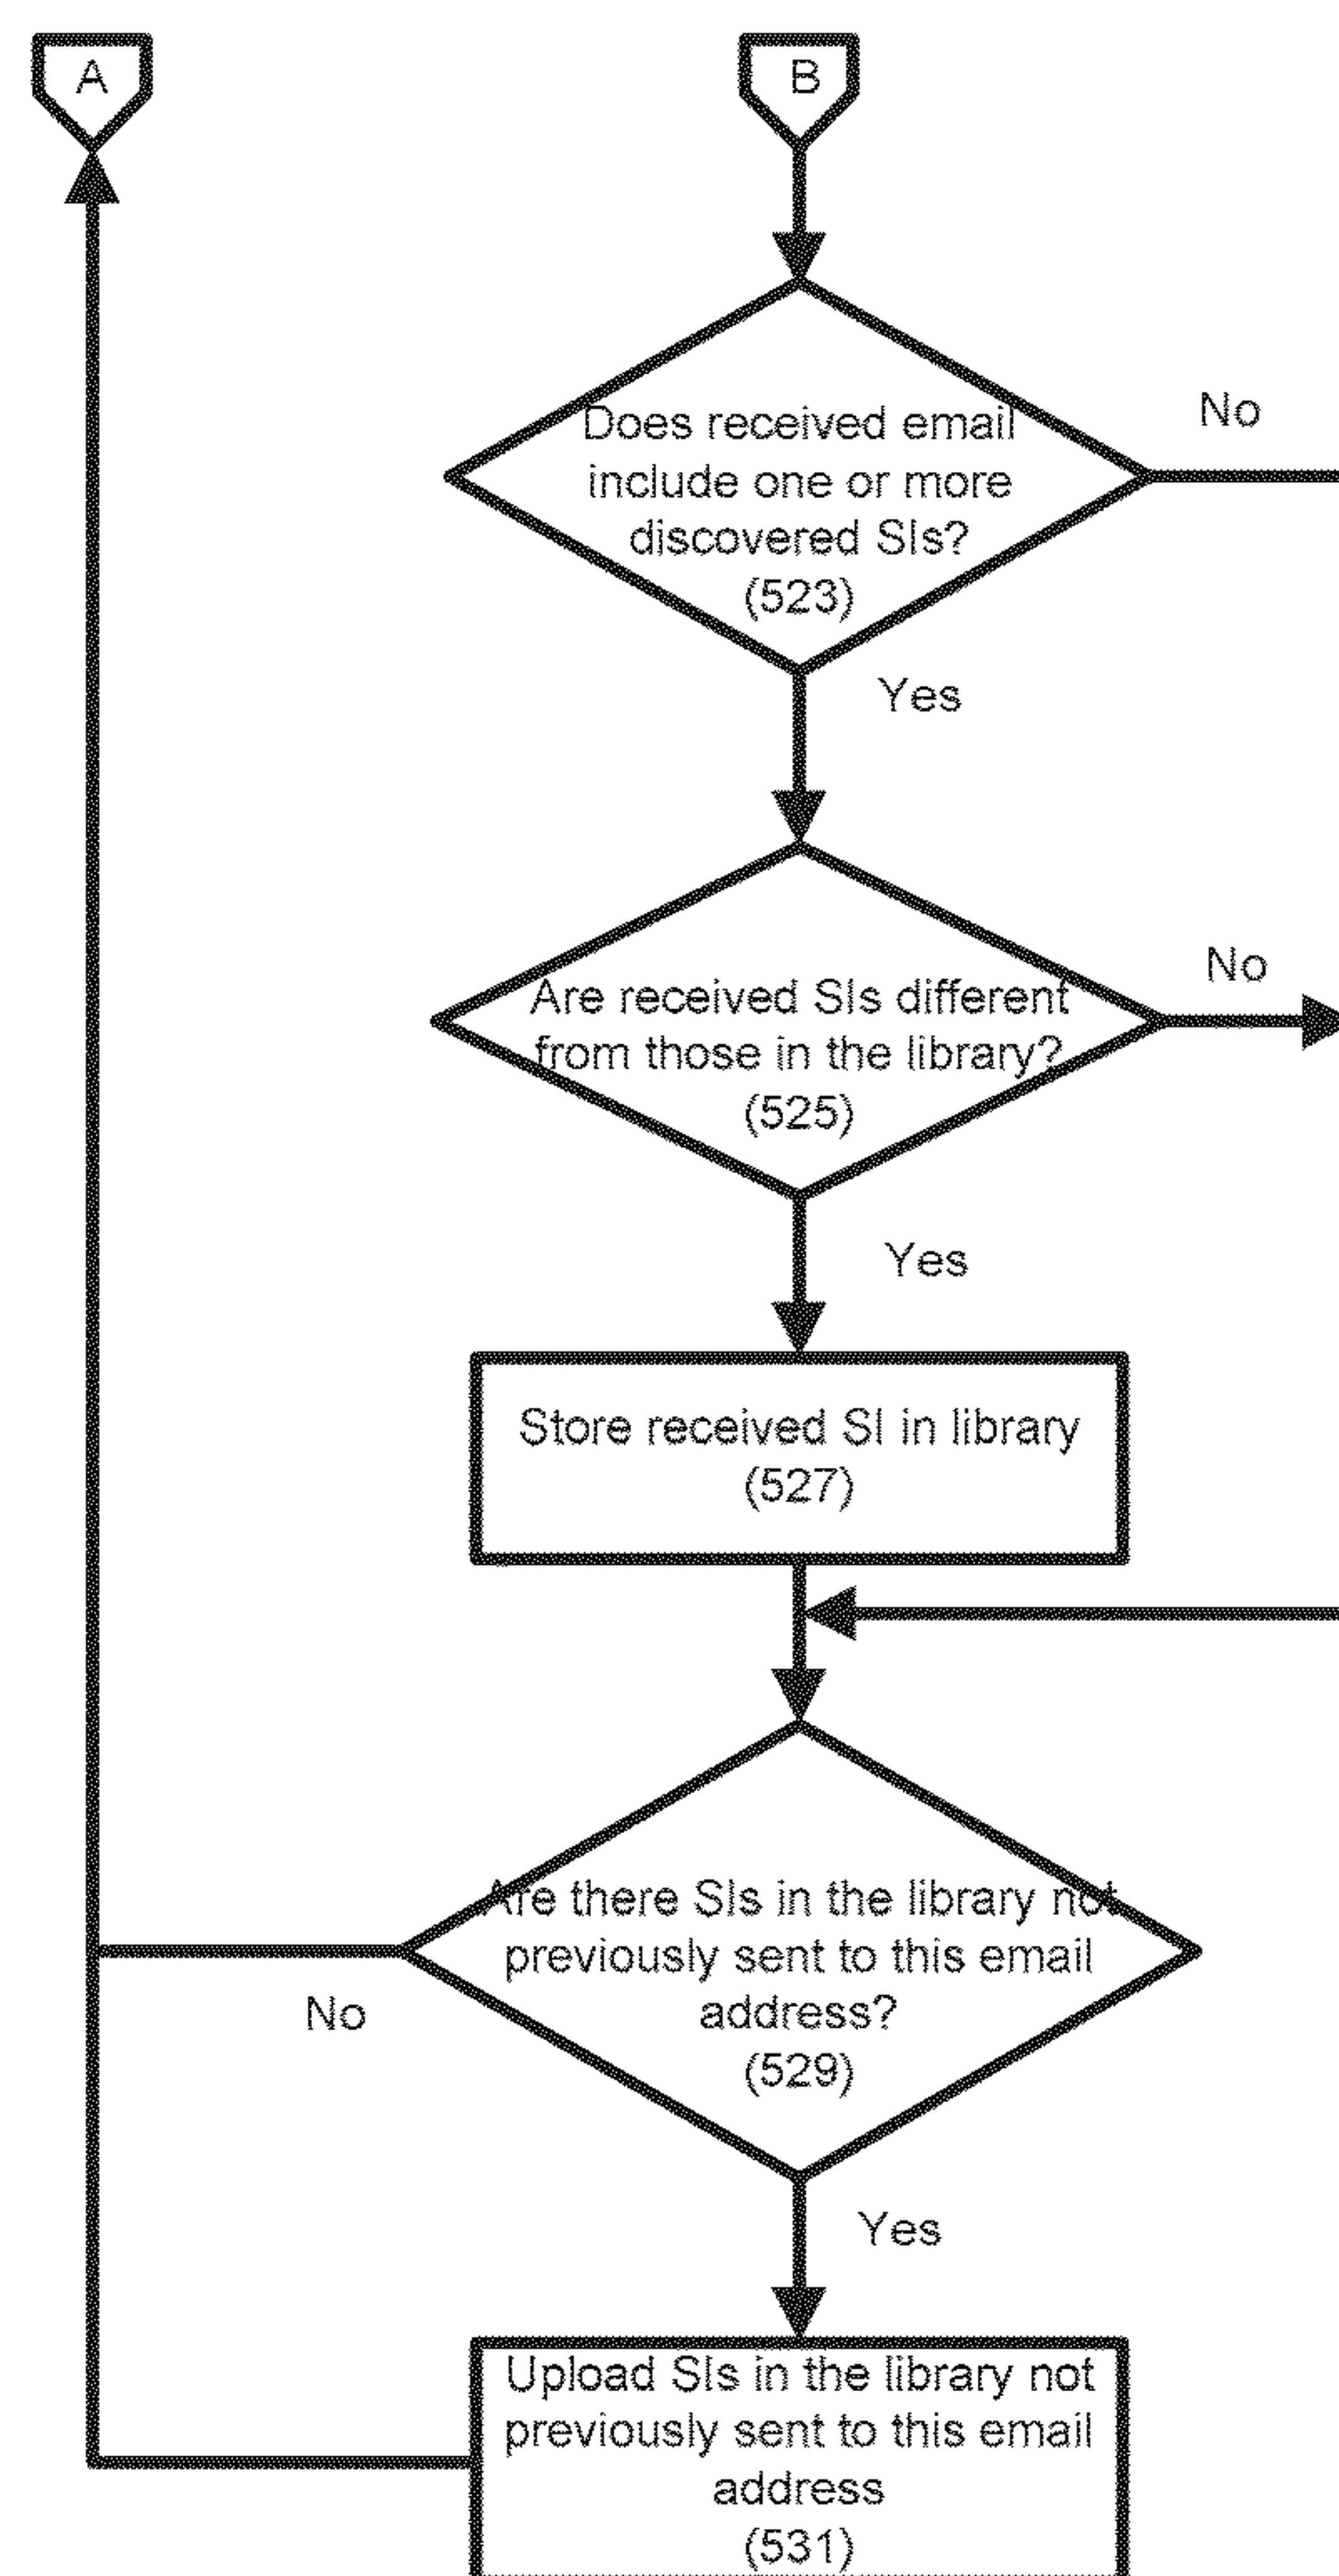 A
B
Does received email
include one or more
discovered SIs?
(523)
No
Yes
Are received SIs different
from those in the library?
(525)
No
Yes
Store received SI in library
(527)
Are there SIs in the library not
previously sent to this email
address?
(529)
No
Yes
Upload SIs in the library not
previously sent to this email
address
(531)